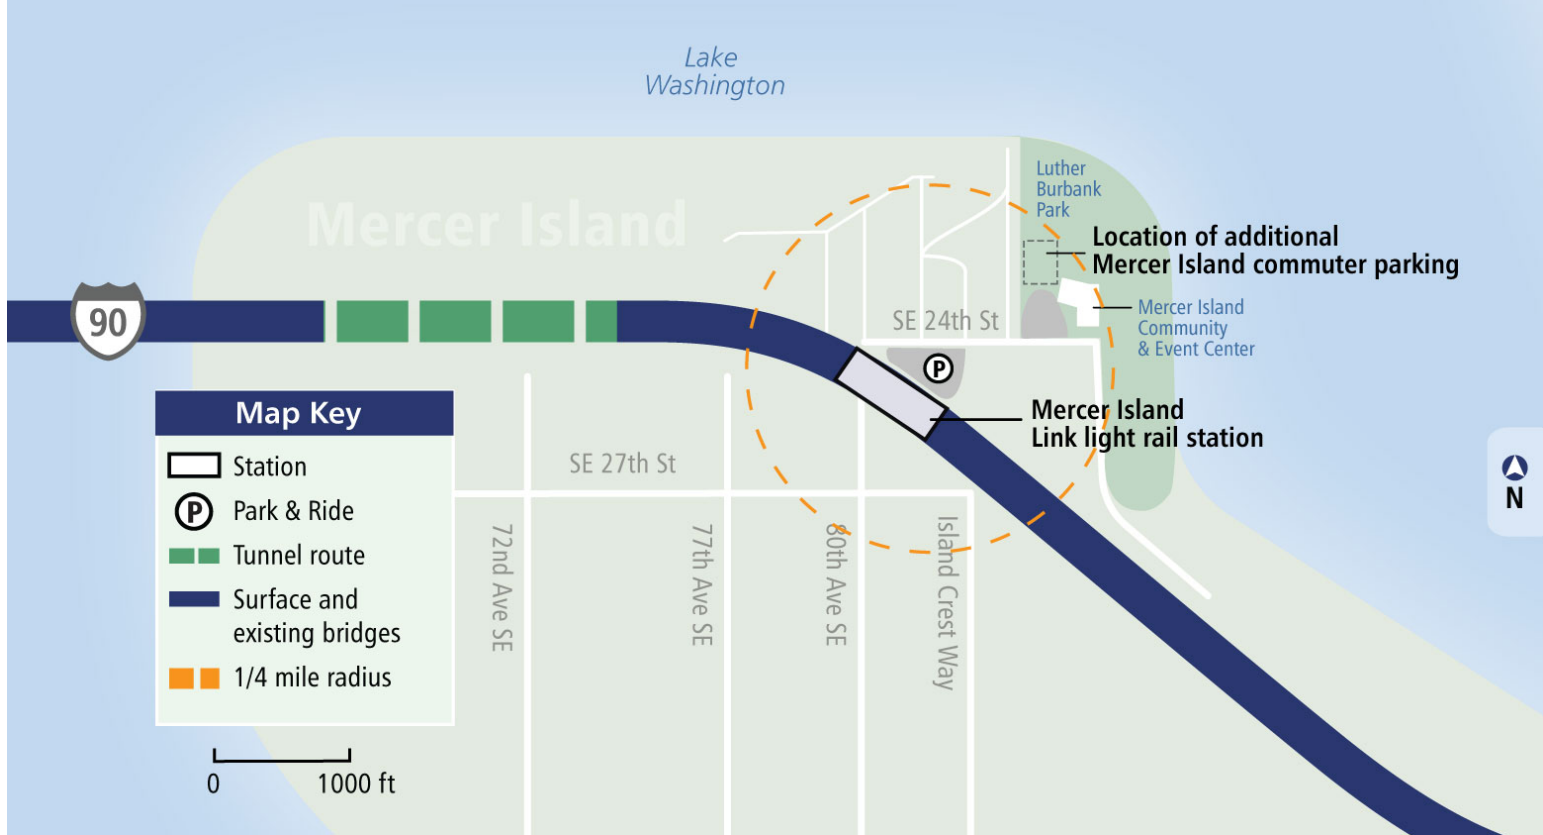 Lake
Washington
Mercer Island
Luther
Burbank
Park
Location of additional
Mercer Island commuter parking
90
SE 24th St
Mercer Island
Community
& Event Center
P
Mercer Island
Link light rail station
SE 27th St
72nd Ave SE
77th Ave SE
80th Ave SE
Island Crest Way
N
Map Key
Station
P
Park & Ride
Tunnel route
Surface and
existing bridges
1/4 mile radius
0
1000 ft